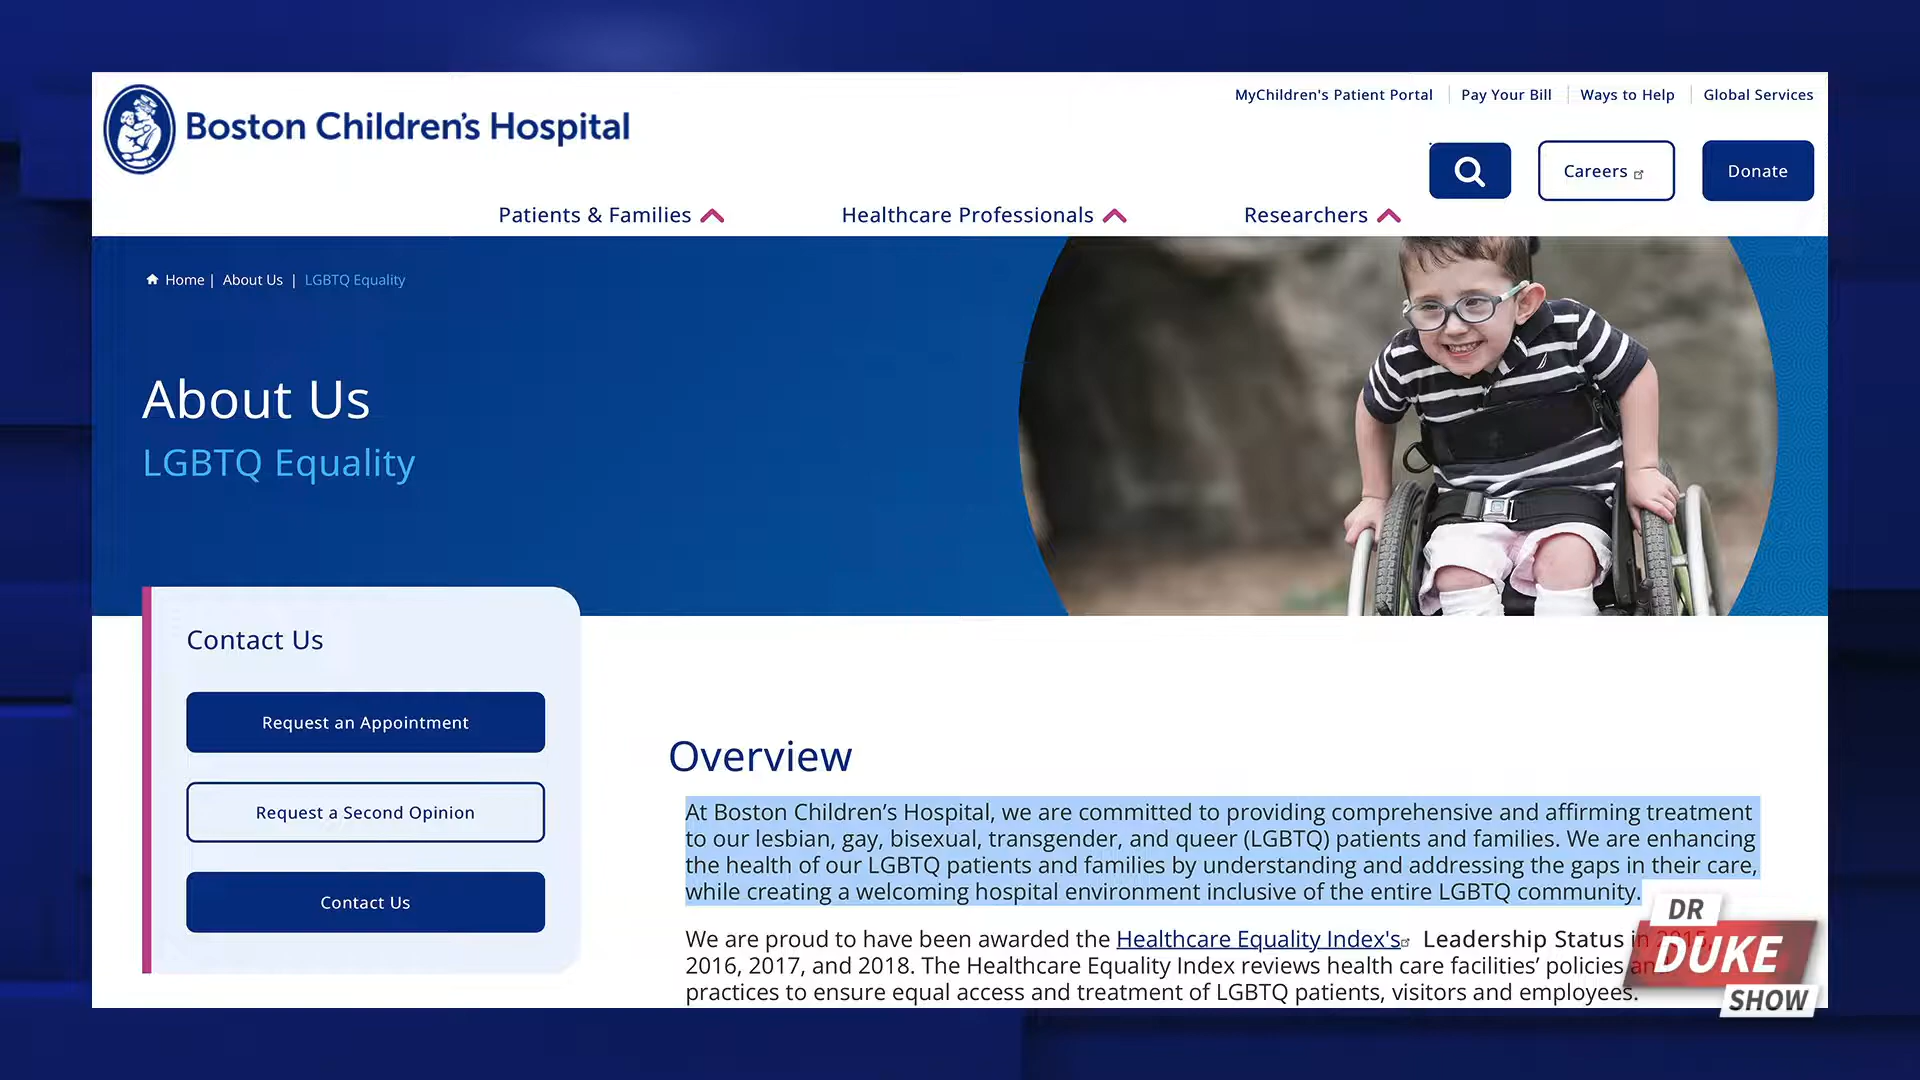 Boston Children's Hospital
MyChildren's Patient Portal
Pay Your Bill
Ways to Help
Global Services
Careers
Donate
Patients & Families
Healthcare Professionals
Researchers
Home | About Us | LGBTQ Equality
About Us
LGBTQ Equality
Contact Us
Request an Appointment
Request a Second Opinion
Contact Us
Overview
At Boston Children’s Hospital, we are committed to providing comprehensive and affirming treatment
to our lesbian, gay, bisexual, transgender, and queer (LGBTQ) patients and families. We are enhancing
the health of our LGBTQ patients and families by understanding and addressing the gaps in their care,
while creating a welcoming hospital environment inclusive of the entire LGBTQ community.
We are proud to have been awarded the Healthcare Equality Index's Leadership Status in 2015,
2016, 2017, and 2018. The Healthcare Equality Index reviews health care facilities’ policies and
practices to ensure equal access and treatment of LGBTQ patients, visitors and employees.
DR
DUKE
SHOW